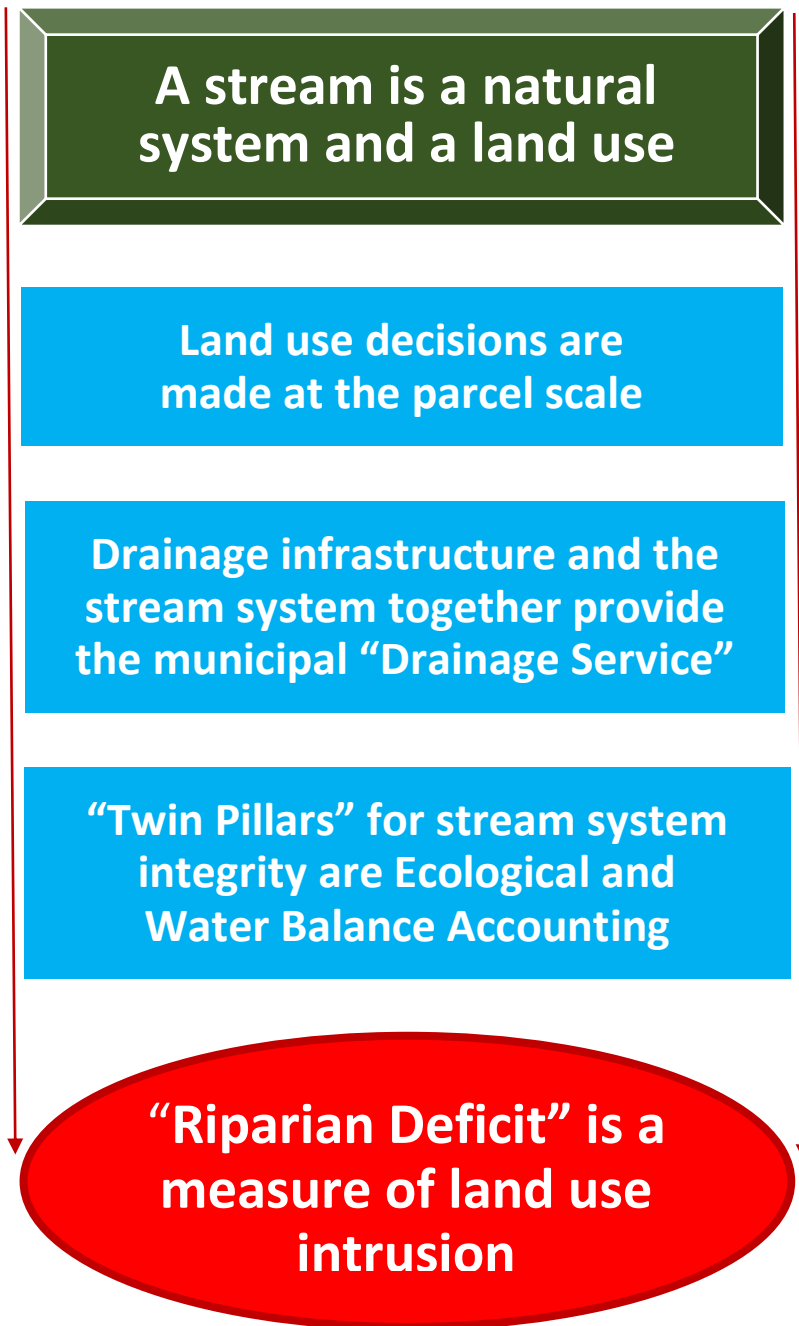 A stream is a natural
system and a land use
Land use decisions are
made at the parcel scale
Drainage infrastructure and the
stream system together provide
the municipal “Drainage Service”
“Twin Pillars” for stream system
integrity are Ecological and
Water Balance Accounting
“Riparian Deficit” is a
measure of land use
intrusion